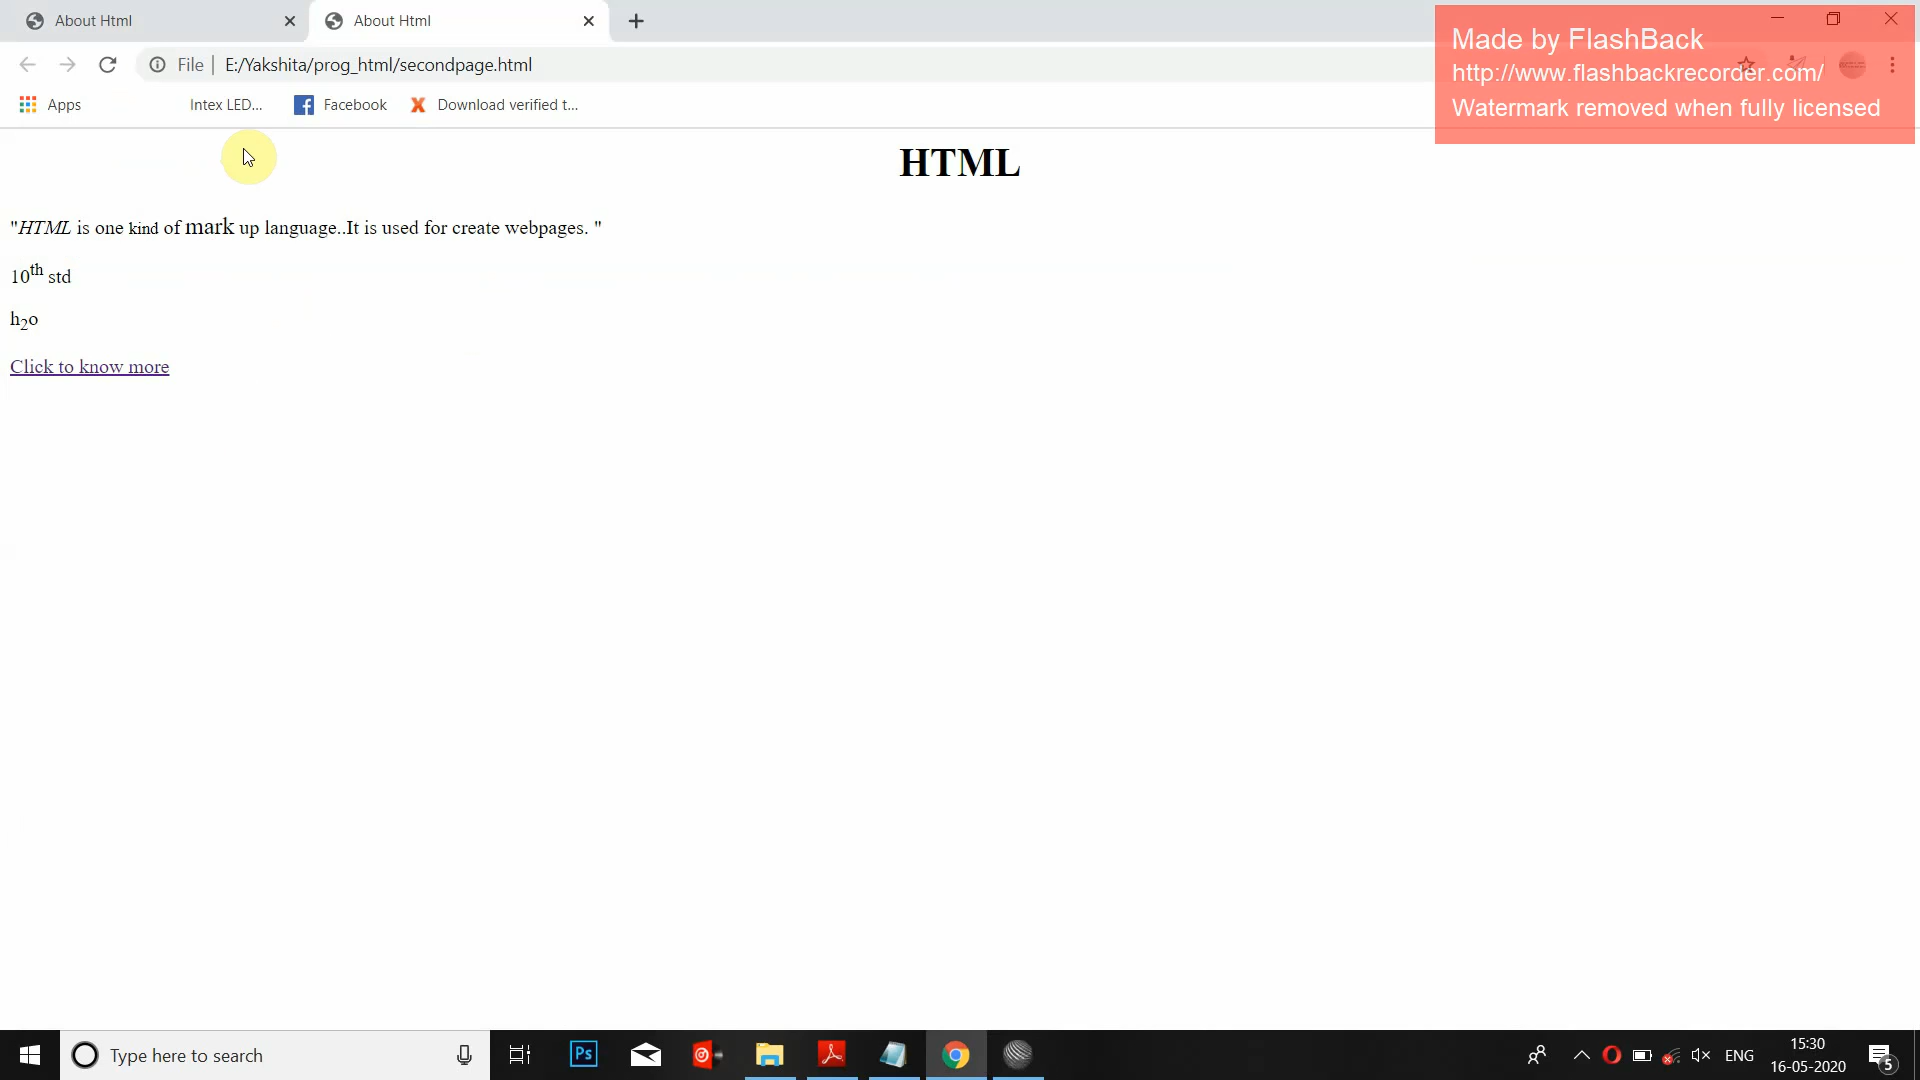 About Html
About Html
Made by FlashBack
http://www.flashbackrecorder.com/
Watermark removed when fully licensed
File | E:/Yakshita/prog_html/secondpage.html
Apps
Intex LED...
Facebook
Download verified t...
HTML
"HTML is one kind of mark up language..It is used for create webpages. "
10th std
h2o
Click to know more
Type here to search
Ps
ENG
15:30
16-05-2020
5